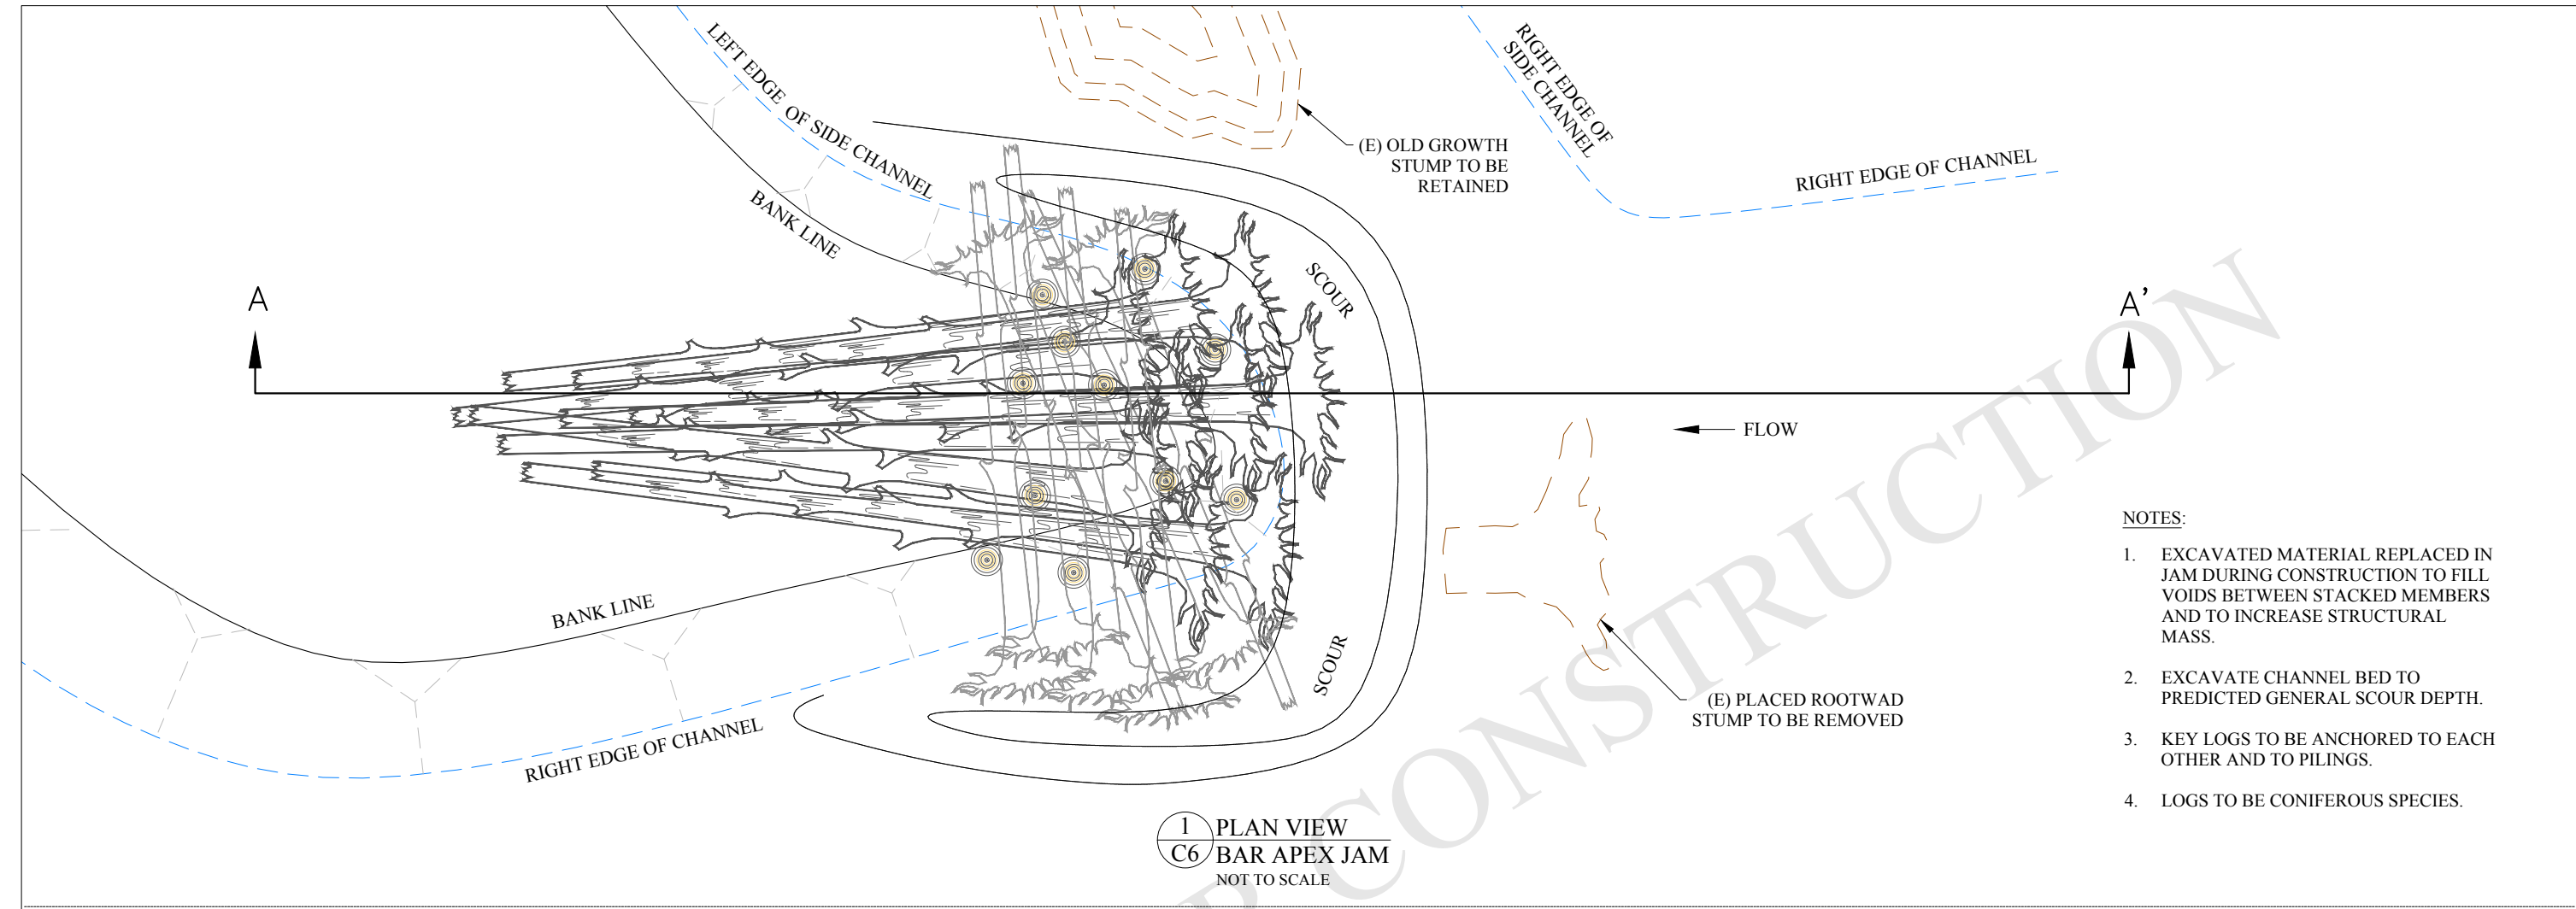 LEFT EDGE OF SIDE CHANNEL
BANK LINE
(E) OLD GROWTH
STUMP TO BE
RETAINED
RIGHT EDGE OF
SIDE CHANNEL
RIGHT EDGE OF CHANNEL
SCOUR
A
A’
FLOW
BANK LINE
RIGHT EDGE OF CHANNEL
SCOUR
(E) PLACED ROOTWAD
STUMP TO BE REMOVED
NOTES:
1. EXCAVATED MATERIAL REPLACED IN
JAM DURING CONSTRUCTION TO FILL
VOIDS BETWEEN STACKED MEMBERS
AND TO INCREASE STRUCTURAL
MASS.
2. EXCAVATE CHANNEL BED TO
PREDICTED GENERAL SCOUR DEPTH.
3. KEY LOGS TO BE ANCHORED TO EACH
OTHER AND TO PILINGS.
4. LOGS TO BE CONIFEROUS SPECIES.
1 PLAN VIEW
C6 BAR APEX JAM
NOT TO SCALE
CONSTRUCTION